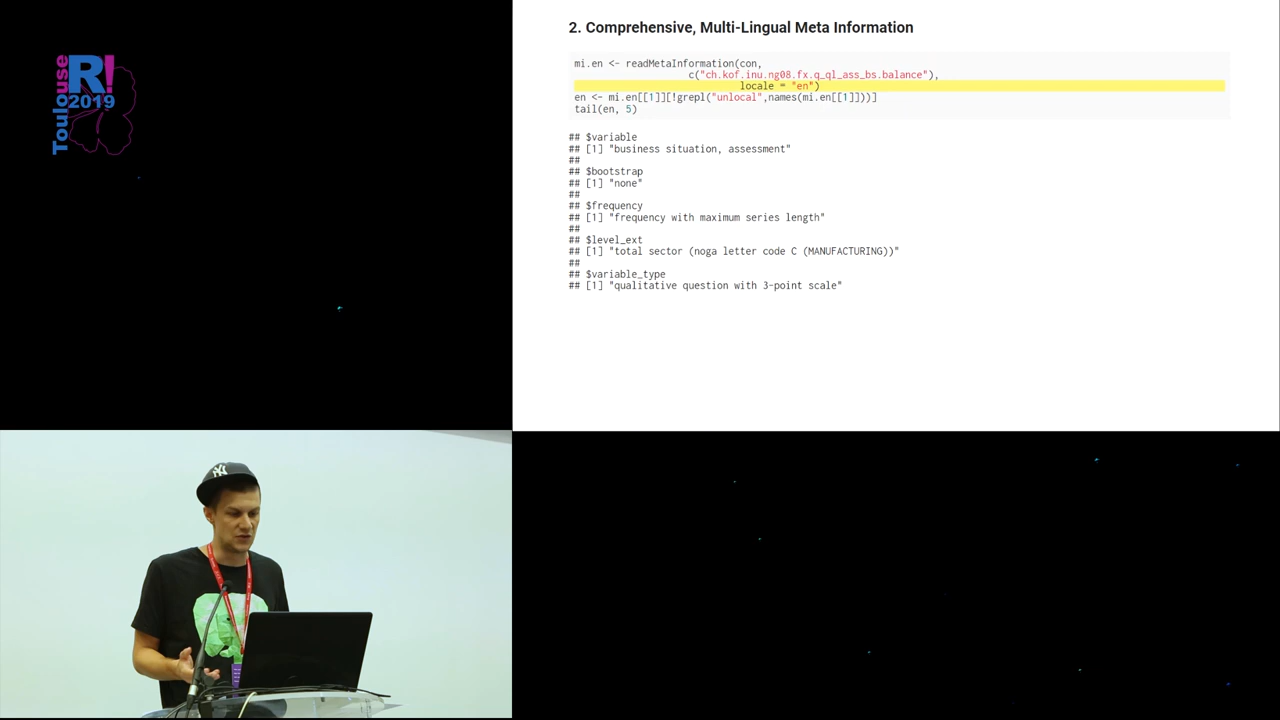 Toulouse
R!
2019
2. Comprehensive, Multi-Lingual Meta Information
mi.en <- readMetaInformation(con,
c("ch.kof.inu.ng08.fx.q_ql_ass_bs.balance"),
locale = "en")
en <- mi.en[[1]][!grepl("unlocal",names(mi.en[[1]]))]
tail(en, 5)
## $variable
## [1] "business situation, assessment"
##
## $bootstrap
## [1] "none"
##
## $frequency
## [1] "frequency with maximum series length"
##
## $level_ext
## [1] "total sector (noga letter code C (MANUFACTURING))"
##
## $variable_type
## [1] "qualitative question with 3-point scale"
NY